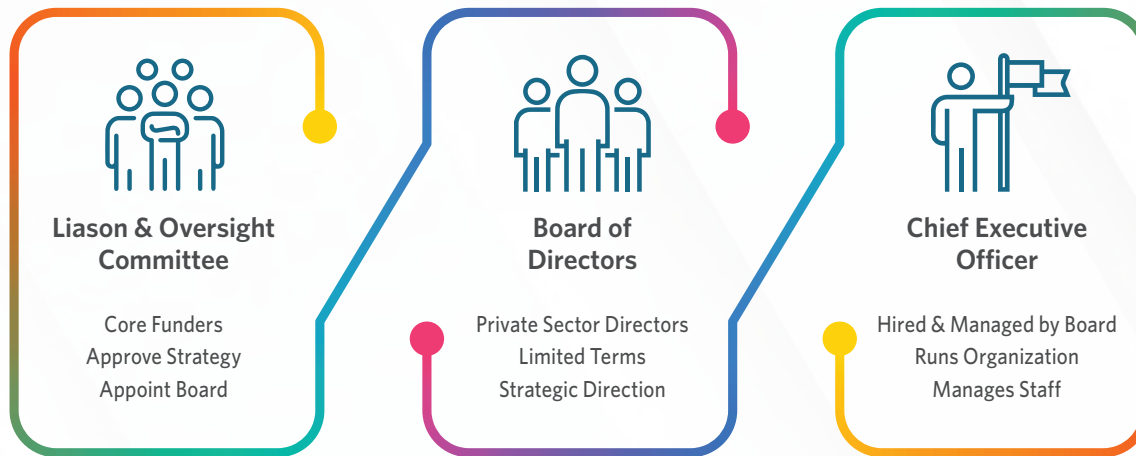 Liason & Oversight
Committee
Core Funders
Approve Strategy
Appoint Board
Board of
Directors
Private Sector Directors
Limited Terms
Strategic Direction
Chief Executive
Officer
Hired & Managed by Board
Runs Organization
Manages Staff